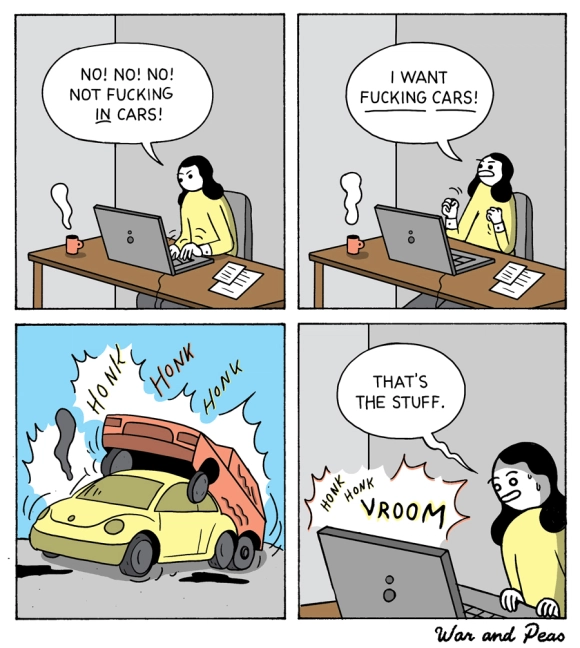 NO! NO! NO!
NOT FUCKING
IN CARS!
I WANT
FUCKING CARS!
HONK
HONK
HONK
THAT'S
THE STUFF.
HONK
HONK
VROOM
War and Peas